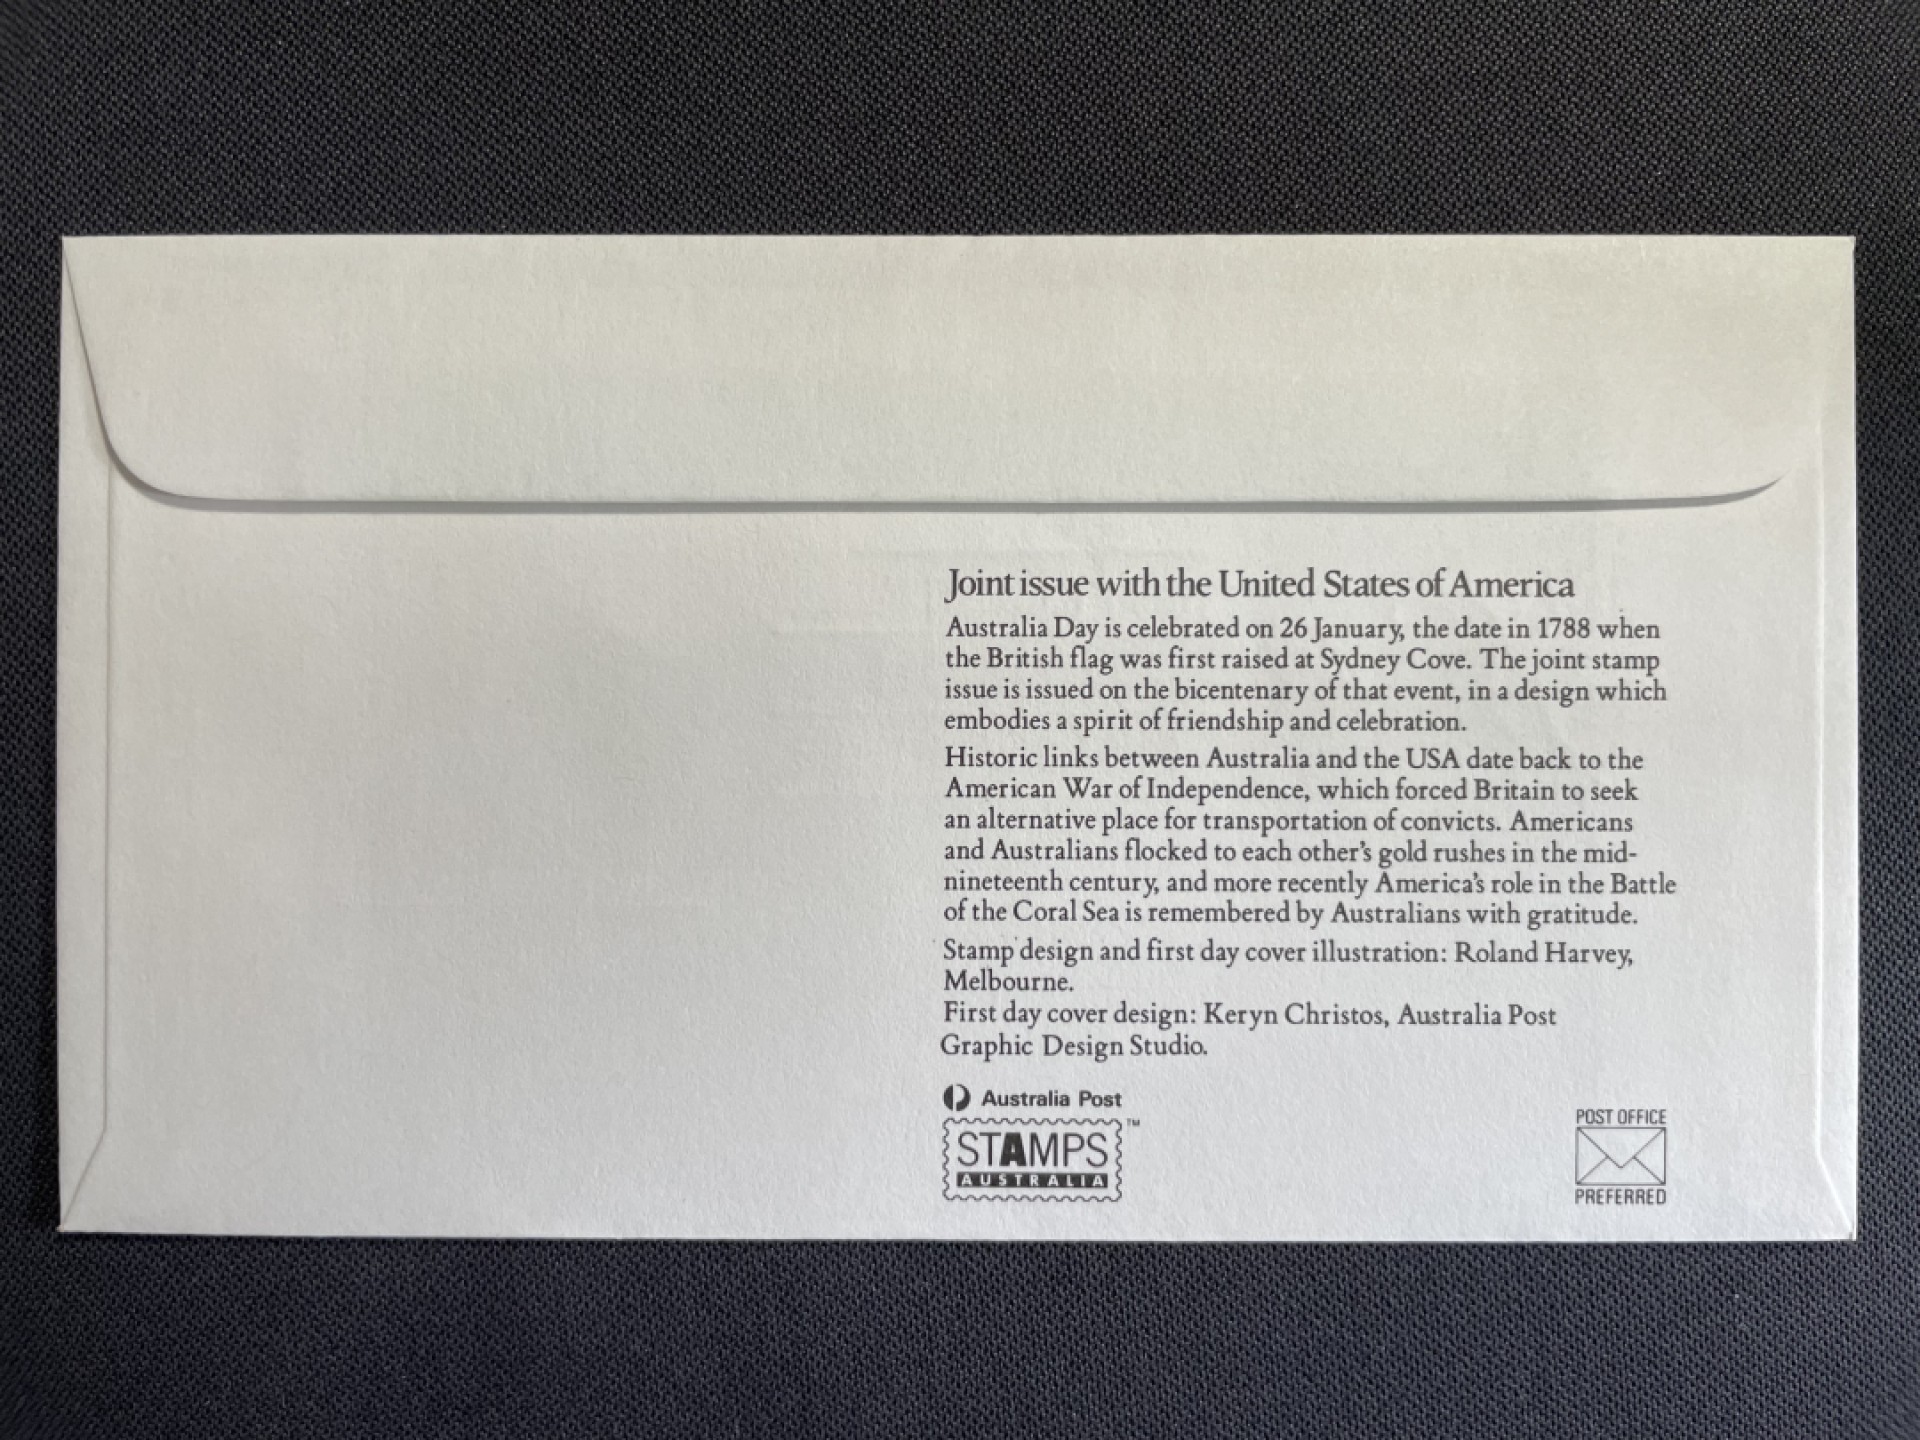 Joint issue with the United States of America
Australia Day is celebrated on 26 January, the date in 1788 when
the British flag was first raised at Sydney Cove. The joint stamp
issue is issued on the bicentenary of that event, in a design which
embodies a spirit of friendship and celebration.
Historic links between Australia and the USA date back to the
American War of Independence, which forced Britain to seek
an alternative place for transportation of convicts. Americans
and Australians flocked to each other's gold rushes in the mid-
nineteenth century, and more recently America's role in the Battle
of the Coral Sea is remembered by Australians with gratitude.
Stamp design and first day cover illustration: Roland Harvey,
Melbourne.
First day cover design: Keryn Christos, Australia Post
Graphic Design Studio.
Australia Post
STAMPS™
AUSTRALIA
POST OFFICE
PREFERRED